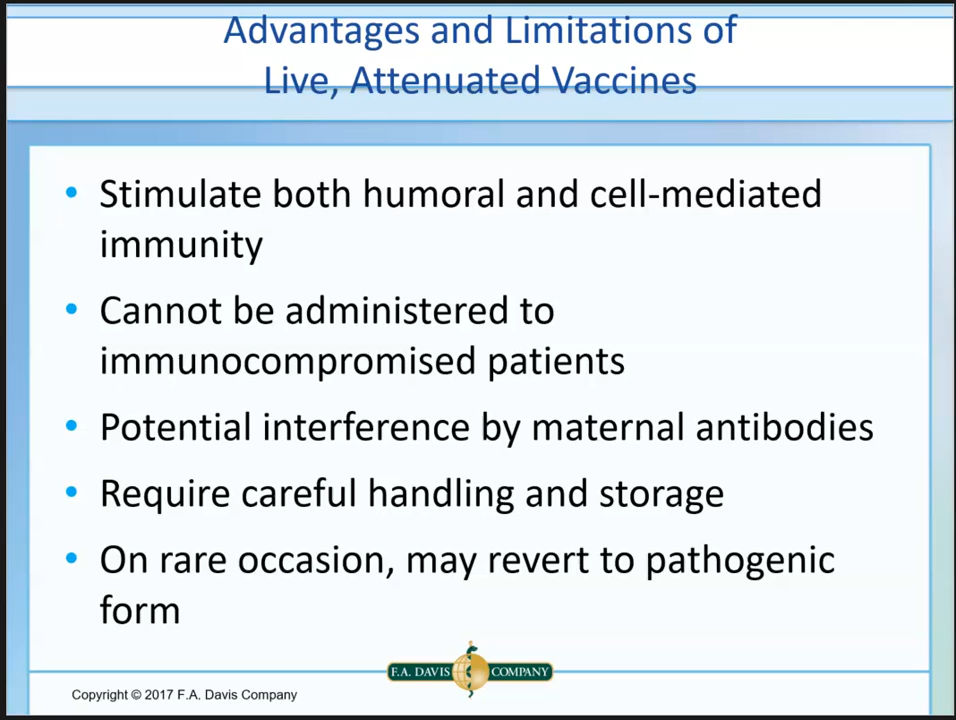 Advantages and Limitations of
Live, Attenuated Vaccines
• Stimulate both humoral and cell-mediated
immunity
• Cannot be administered to
immunocompromised patients
• Potential interference by maternal antibodies
• Require careful handling and storage
• On rare occasion, may revert to pathogenic
form
F.A. DAVIS COMPANY
Copyright © 2017 F.A. Davis Company